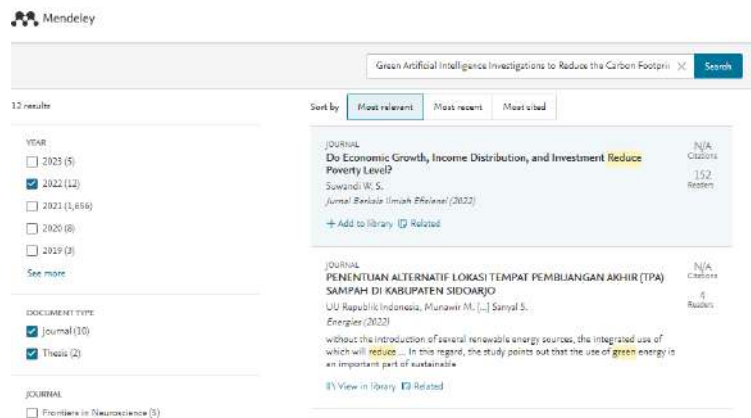 Mendeley
Green Artificial Intelligence Investigations to Reduce the Carbon Footprin
Search
12 results
Sort by Most relevant Most recent Most cited
YEAR
2023 (5)
2022 (12)
2021 (1,656)
2020 (8)
2019 (3)
See more
DOCUMENT TYPE
Journal (10)
Thesis (2)
JOURNAL
Frontiers in Neuroscience (5)
JOURNAL
Do Economic Growth, Income Distribution, and Investment Reduce
Poverty Level?
Suwandi W. S.
Jurnal Berkala Ilmiah Efisiensi (2022)
Add to library Related
N/A
Citations
152
Readers
JOURNAL
PENENTUAN ALTERNATIF LOKASI TEMPAT PEMBUANGAN AKHIR (TPA)
SAMPAH DI KABUPATEN SIDOARJO
UU Republik Indonesia, Munawir M. [...] Sanyal S.
Energies (2022)
without the introduction of several renewable energy sources, the integrated use of
which will reduce ... In this regard, the study points out that the use of green energy is
an important part of sustainable
View in library Related
N/A
Citations
4
Readers